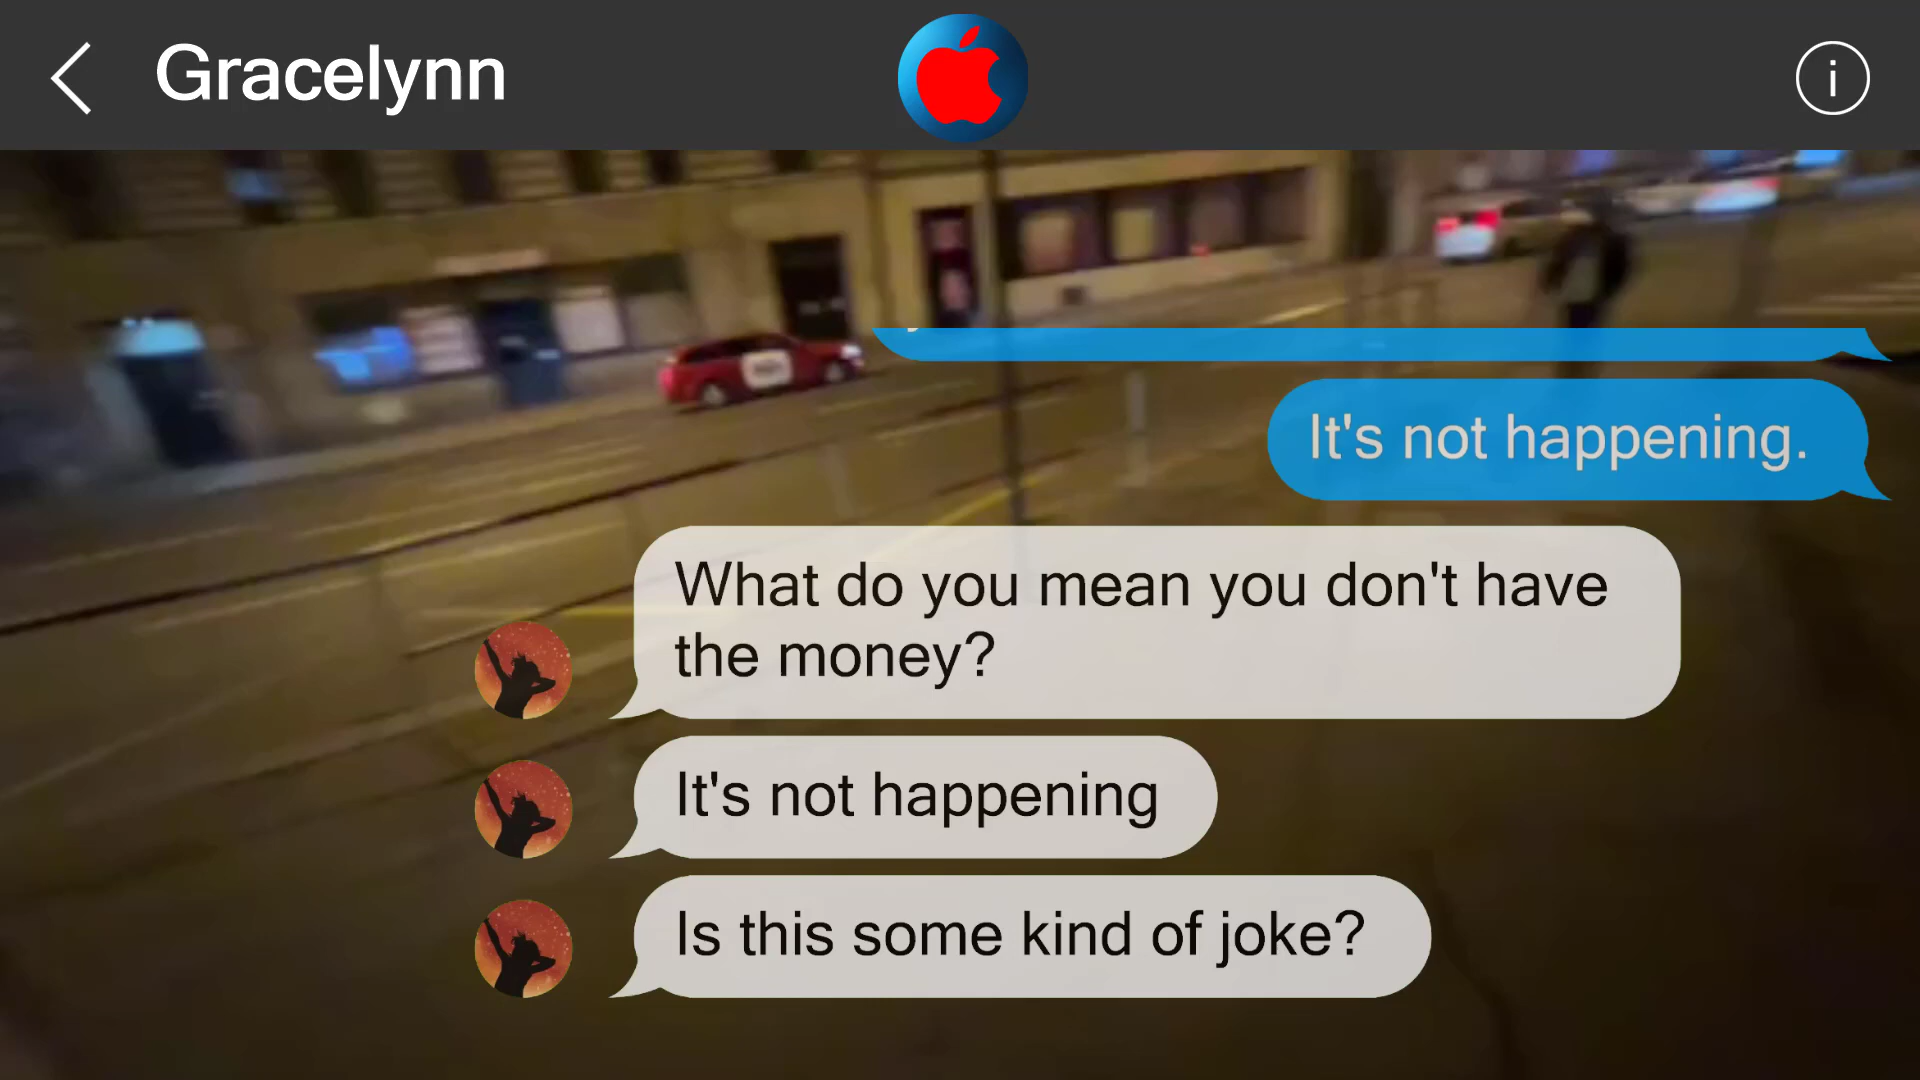 Gracelynn
It's not happening.
What do you mean you don't have
the money?
It's not happening
Is this some kind of joke?